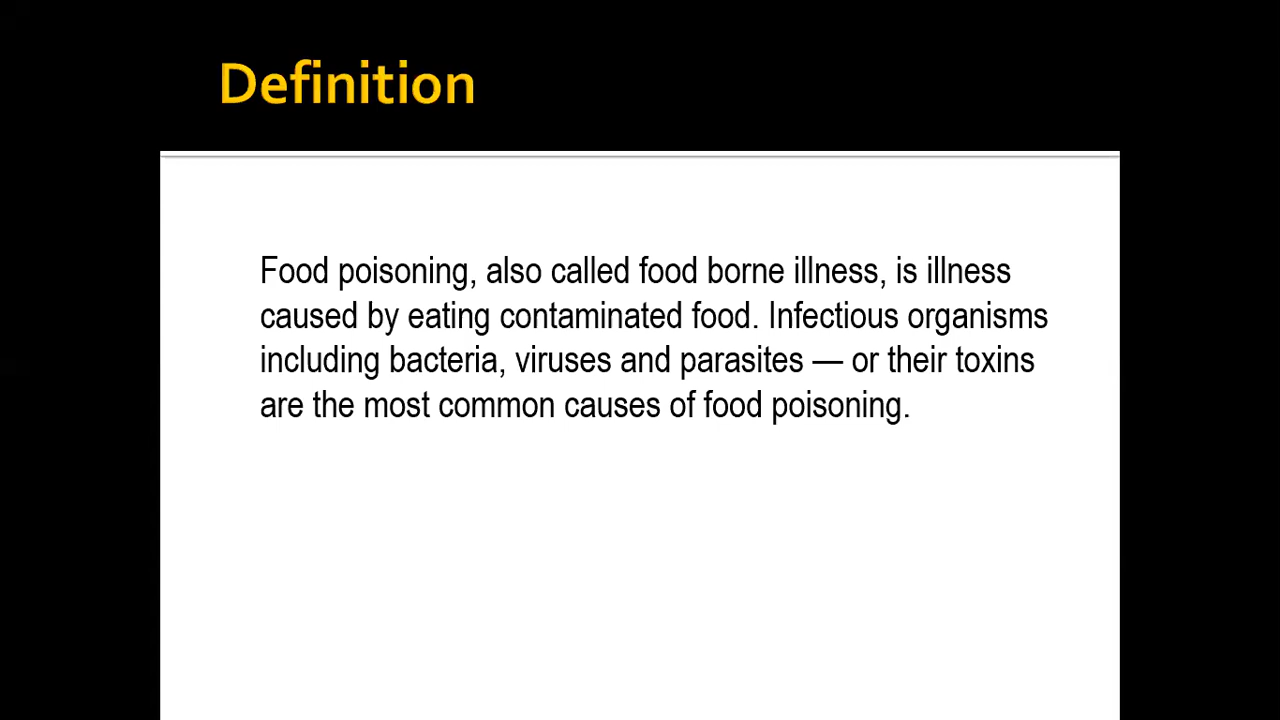 Definition
Food poisoning, also called food borne illness, is illness
caused by eating contaminated food. Infectious organisms
including bacteria, viruses and parasites — or their toxins
are the most common causes of food poisoning.